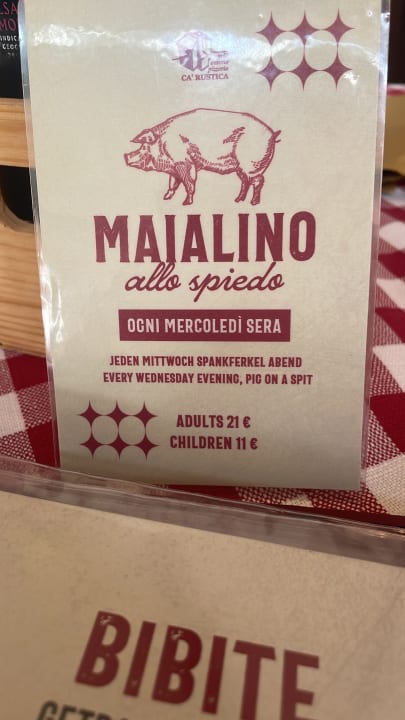 CA' RUSTICA
MAIALINO
allo spiedo
OGNI MERCOLEDÌ SERA
JEDEN MITTWOCH SPANKFERKEL ABEND
EVERY WEDNESDAY EVENING, PIG ON A SPIT
ADULTS 21 €
CHILDREN 11 €
BIBITE